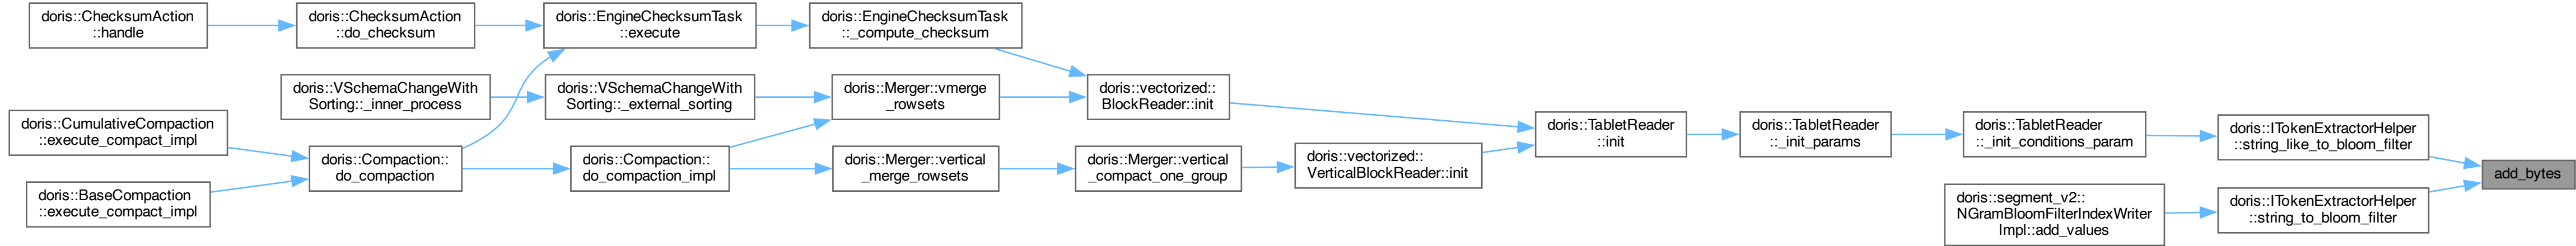 doris::ChecksumAction
::handle
doris::ChecksumAction
::do_checksum
doris::EngineChecksumTask
::execute
doris::EngineChecksumTask
::_compute_checksum
doris::VSchemaChangeWith
Sorting::_inner_process
doris::VSchemaChangeWith
Sorting::_external_sorting
doris::Merger::vmerge
_rowsets
doris::vectorized::
BlockReader::init
doris::CumulativeCompaction
::execute_compact_impl
doris::BaseCompaction
::execute_compact_impl
doris::Compaction::
do_compaction
doris::Compaction::
do_compaction_impl
doris::Merger::vertical
_merge_rowsets
doris::Merger::vertical
_compact_one_group
doris::vectorized::
VerticalBlockReader::init
doris::TabletReader
::init
doris::TabletReader
::_init_params
doris::TabletReader
::_init_conditions_param
doris::ITokenExtractorHelper
::string_like_to_bloom_filter
doris::segment_v2::
NGramBloomFilterIndexWriter
Impl::add_values
doris::ITokenExtractorHelper
::string_to_bloom_filter
add_bytes